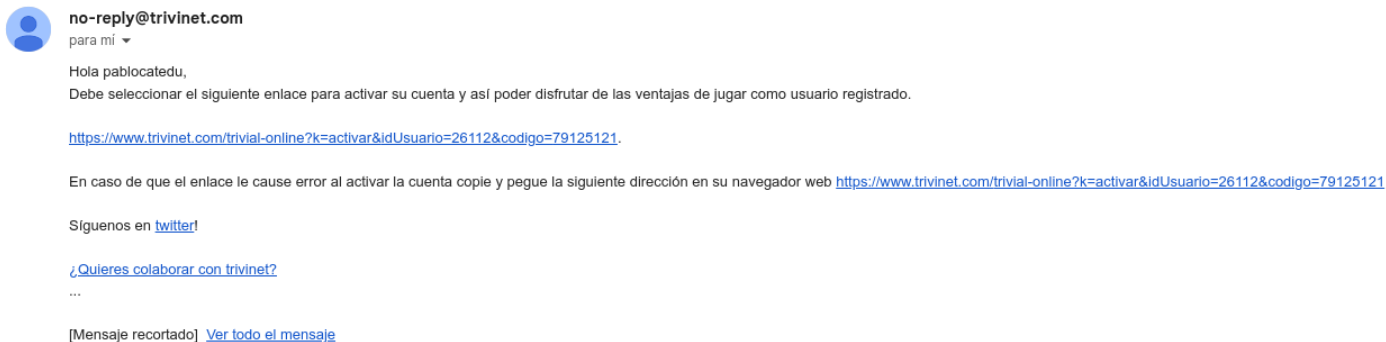 no-reply@trivinet.com
para mí
Hola pablocatedu,
Debe seleccionar el siguiente enlace para activar su cuenta y así poder disfrutar de las ventajas de jugar como usuario registrado.
https://www.trivinet.com/trivial-online?k=activar&idUsuario=26112&codigo=79125121.
En caso de que el enlace le cause error al activar la cuenta copie y pegue la siguiente dirección en su navegador web https://www.trivinet.com/trivial-online?k=activar&idUsuario=26112&codigo=79125121
Síguenos en twitter!
¿Quieres colaborar con trivinet?
...
[Mensaje recortado] Ver todo el mensaje